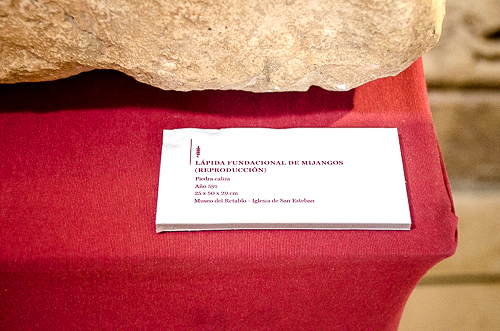 LÁPIDA FUNDACIONAL DE MIJANGOS
(REPRODUCCIÓN)
Piedra caliza
Año 591
25 x 50 x 29 cm
Museo del Retablo - Iglesia de San Esteban